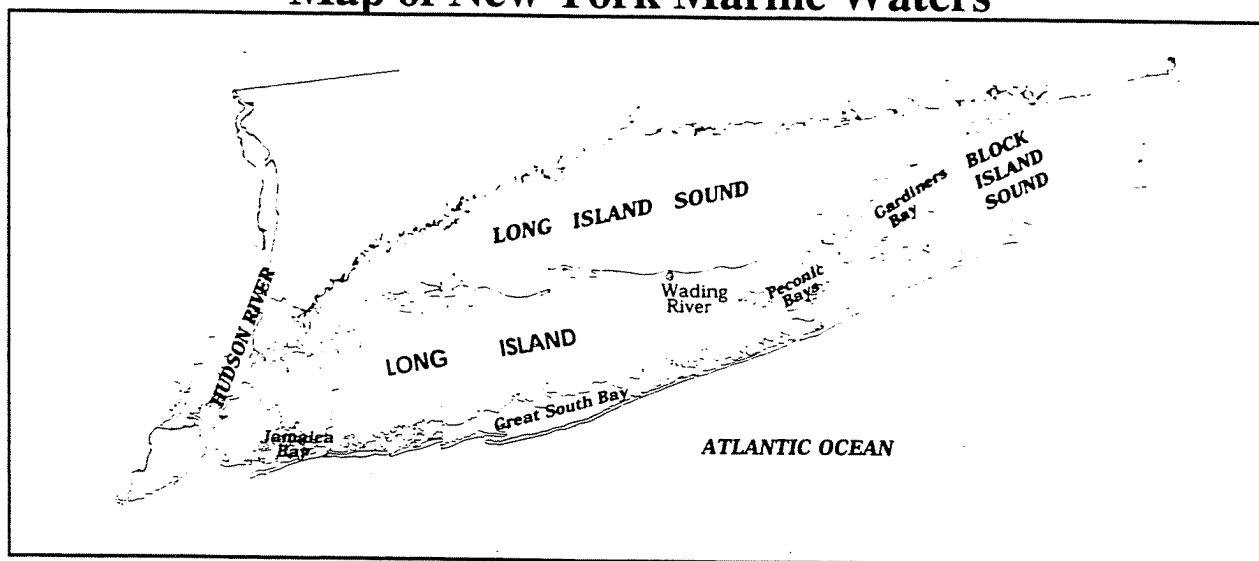 Map of New York Marine Waters
BLOCK
ISLAND
SOUND
Gardiners
Bay
LONG ISLAND SOUND
Peconic
Bays
Wading
River
HUDSON RIVER
LONG ISLAND
Great South Bay
Jamaica
Bay
ATLANTIC OCEAN